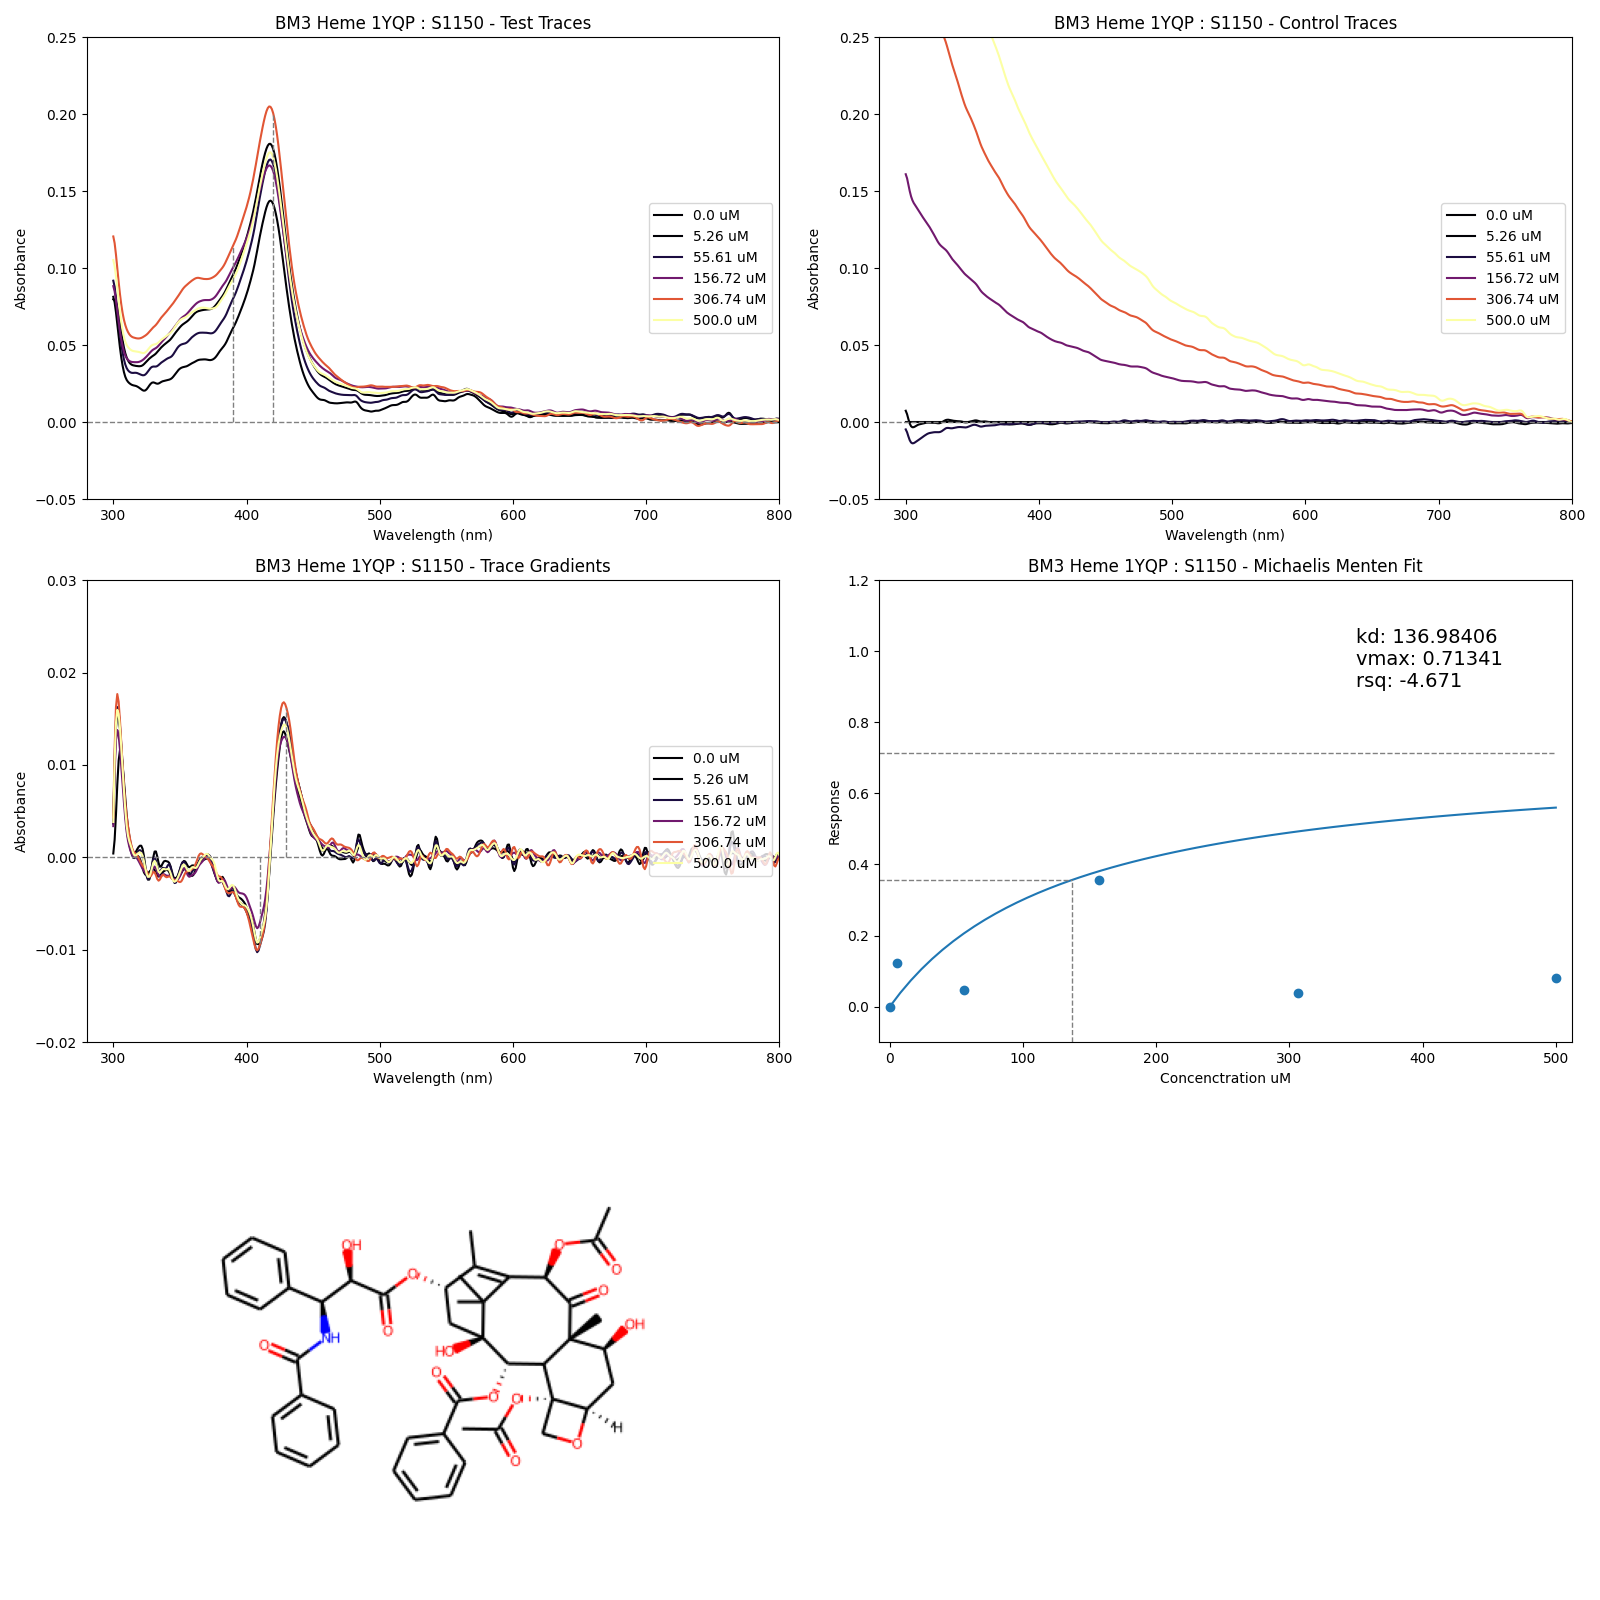 BM3 Heme 1YQP : S1150 - Test Traces
0.25
0.20
0.15
0.10
0.05
0.00
−0.05
Absorbance
300 400 500 600 700 800
Wavelength (nm)
0.0 uM
5.26 uM
55.61 uM
156.72 uM
306.74 uM
500.0 uM
BM3 Heme 1YQP : S1150 - Control Traces
0.25
0.20
0.15
0.10
0.05
0.00
−0.05
Absorbance
300 400 500 600 700 800
Wavelength (nm)
0.0 uM
5.26 uM
55.61 uM
156.72 uM
306.74 uM
500.0 uM
BM3 Heme 1YQP : S1150 - Trace Gradients
0.03
0.02
0.01
0.00
−0.01
−0.02
Absorbance
300 400 500 600 700 800
Wavelength (nm)
0.0 uM
5.26 uM
55.61 uM
156.72 uM
306.74 uM
500.0 uM
BM3 Heme 1YQP : S1150 - Michaelis Menten Fit
1.2
1.0
0.8
0.6
0.4
0.2
0.0
Response
0 100 200 300 400 500
Concenctration uM
kd: 136.98406
vmax: 0.71341
rsq: -4.671
OH
O
O
NH
O
O
O
O
OH
HO
O
O
O
O
O
H